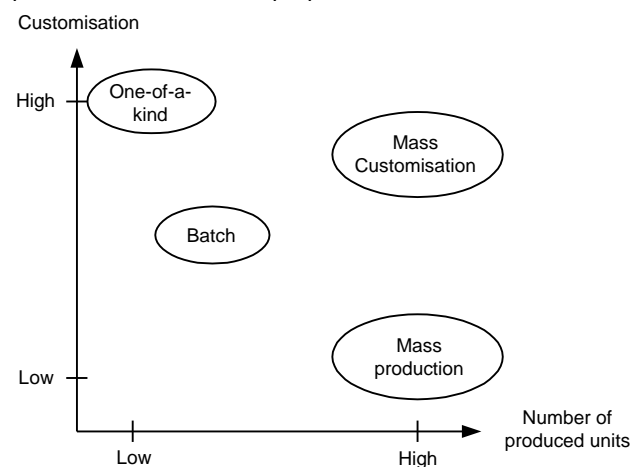 Customisation
High
One-of-a-
kind
Mass
Customisation
Batch
Mass
production
Low
Number of
produced units
Low
High